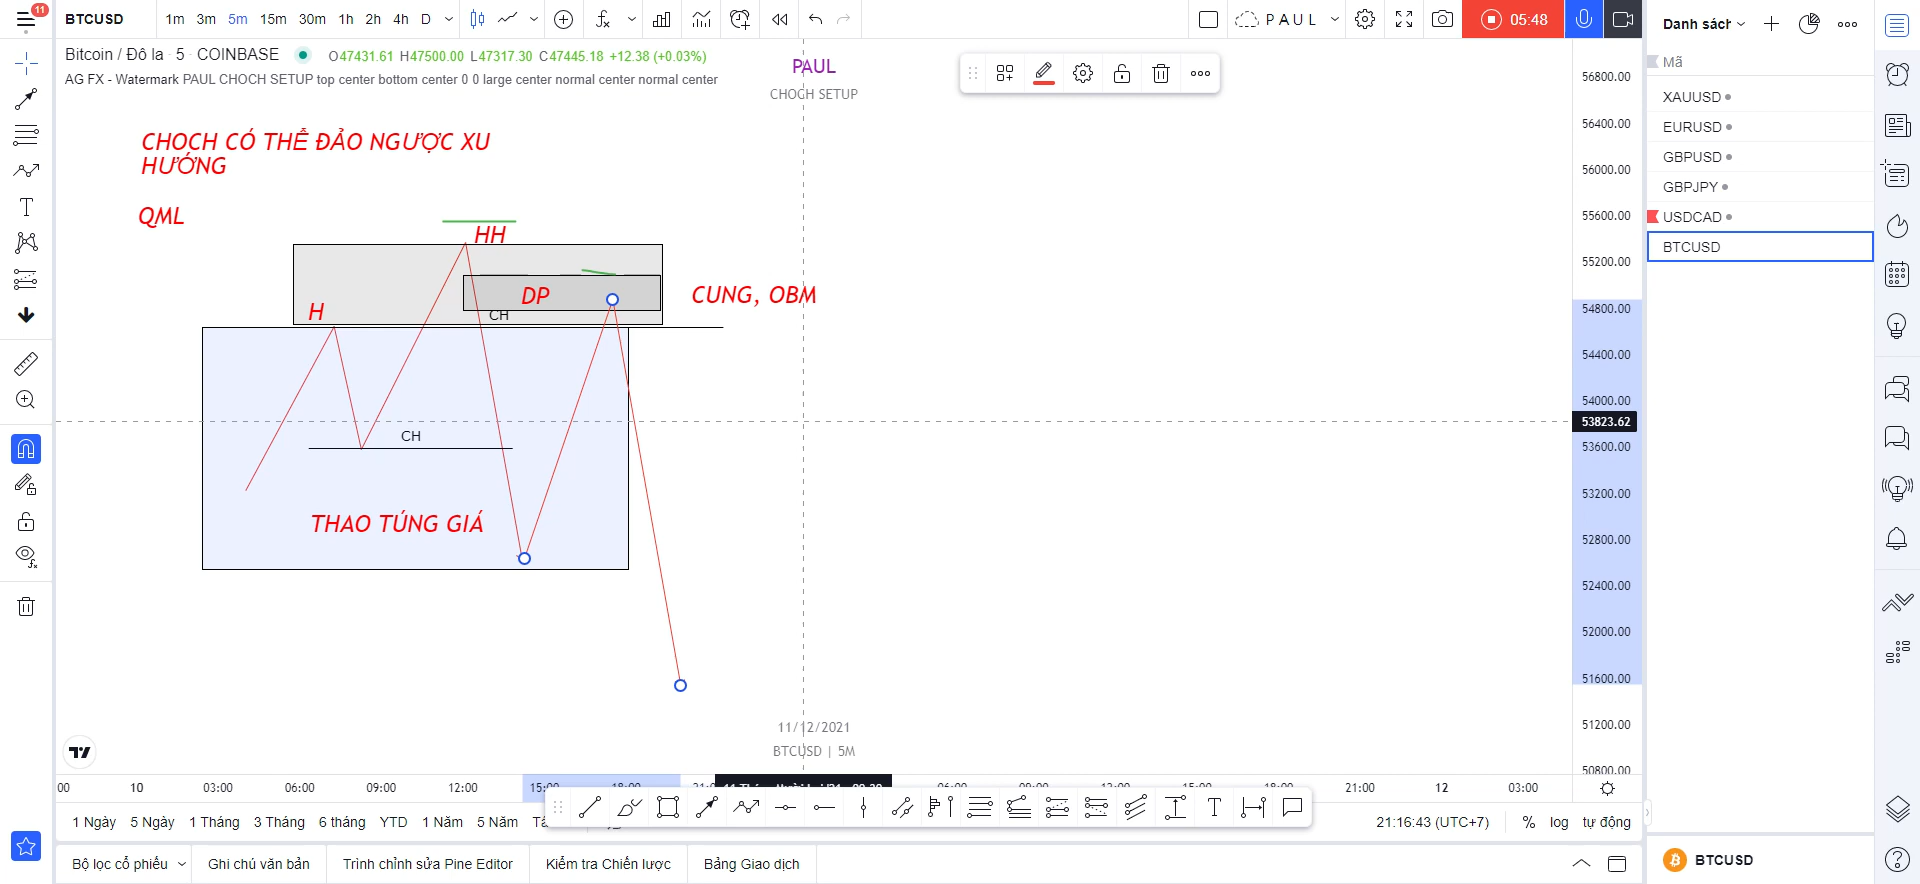 11
BTCUSD
1m 3m 5m 15m 30m 1h 2h 4h D
PAUL
05:48
Danh sách
Bitcoin / Đô la · 5 · COINBASE
O47431.61 H47500.00 L47317.30 C47445.18 +12.38 (+0.03%)
AG FX - Watermark PAUL CHOCH SETUP top center bottom center 0 0 large center normal center normal center
PAUL
CHOCH SETUP
CHOCH CÓ THỂ ĐẢO NGƯỢC XU
HƯỚNG
QML
HH
H
DP
CH
CUNG, OBM
CH
THAO TÚNG GIÁ
11/12/2021
BTCUSD | 5M
56800.00
56400.00
56000.00
55600.00
55200.00
54800.00
54400.00
54000.00
53823.62
53600.00
53200.00
52800.00
52400.00
52000.00
51600.00
51200.00
50800.00
Mã
XAUUSD
EURUSD
GBPUSD
GBPJPY
USDCAD
BTCUSD
:00 10 03:00 06:00 09:00 12:00 15:00 18:00 21:00 12 03:00
1 Ngày 5 Ngày 1 Tháng 3 Tháng 6 tháng YTD 1 Năm 5 Năm
21:16:43 (UTC+7) % log tự động
Bộ lọc cổ phiếu Ghi chú văn bản Trình chỉnh sửa Pine Editor Kiểm tra Chiến lược Bảng Giao dịch
BTCUSD